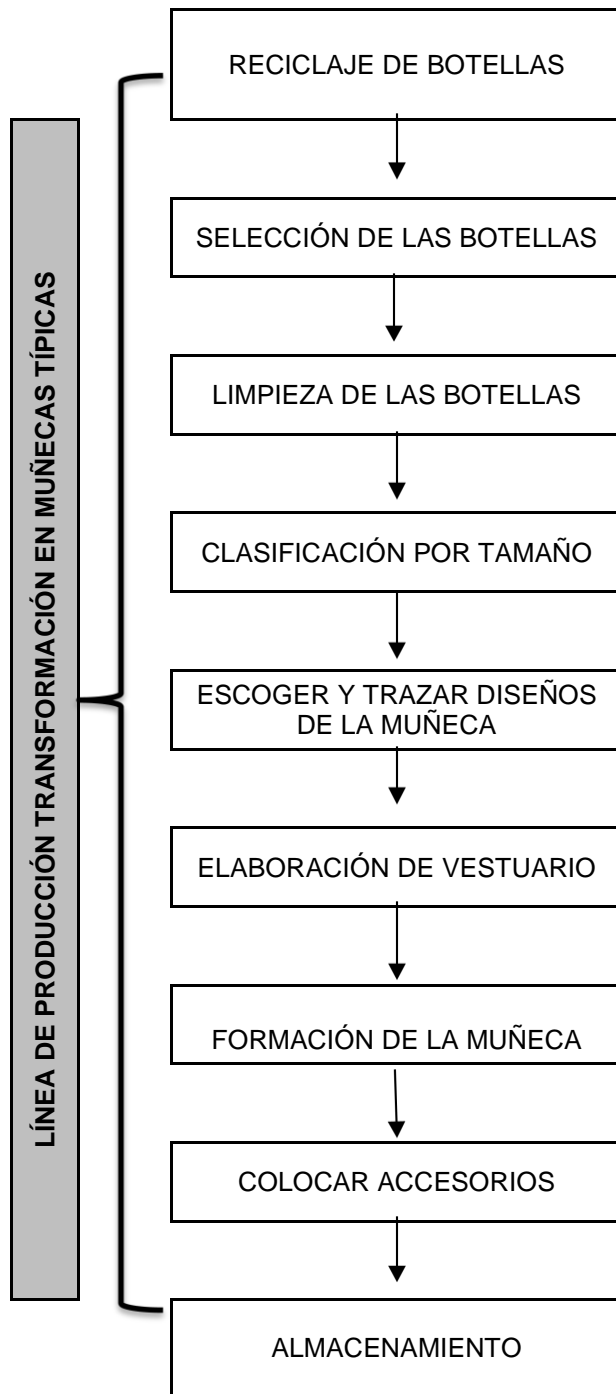 LÍNEA DE PRODUCCIÓN TRANSFORMACIÓN EN MUÑECAS TÍPICAS
RECICLAJE DE BOTELLAS
SELECCIÓN DE LAS BOTELLAS
LIMPIEZA DE LAS BOTELLAS
CLASIFICACIÓN POR TAMAÑO
ESCOGER Y TRAZAR DISEÑOS
DE LA MUÑECA
ELABORACIÓN DE VESTUARIO
FORMACIÓN DE LA MUÑECA
COLOCAR ACCESORIOS
ALMACENAMIENTO